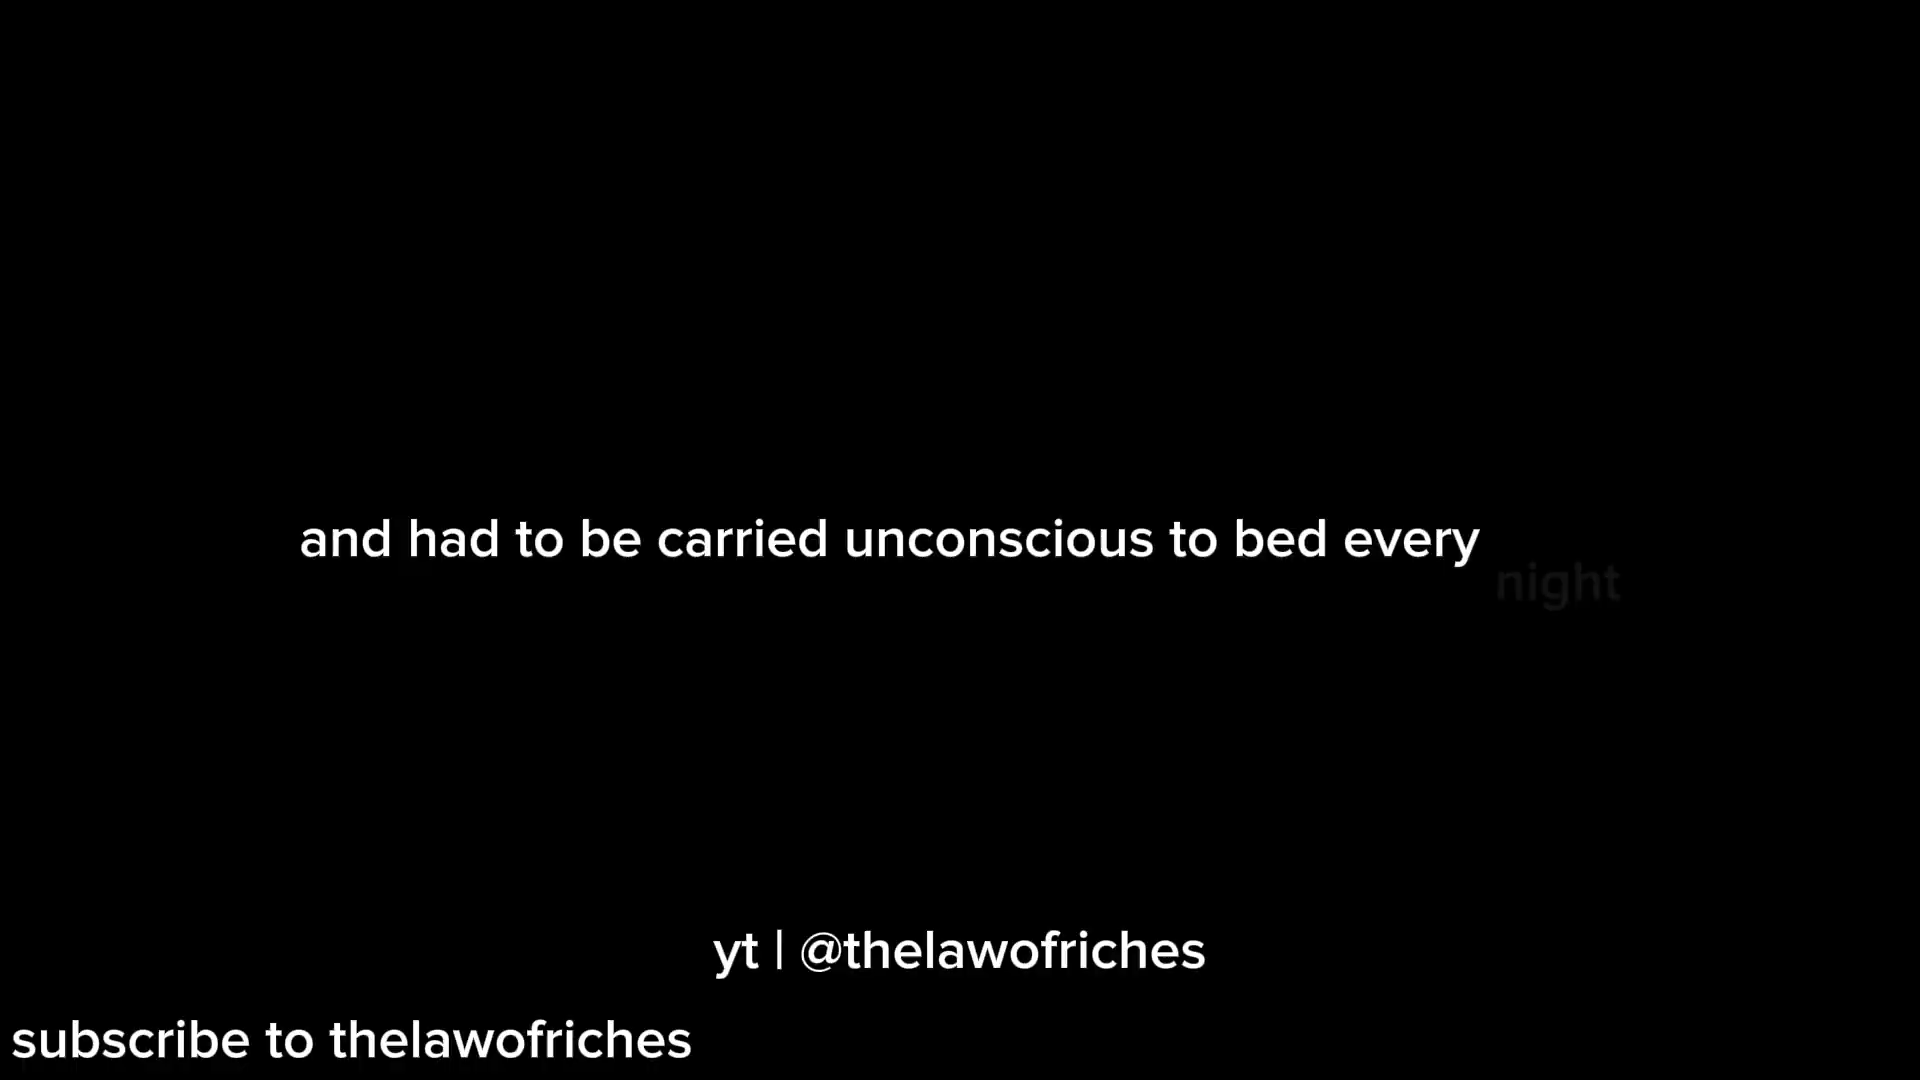 and had to be carried unconscious to bed every night
yt | @thelawofriches
subscribe to thelawofriches